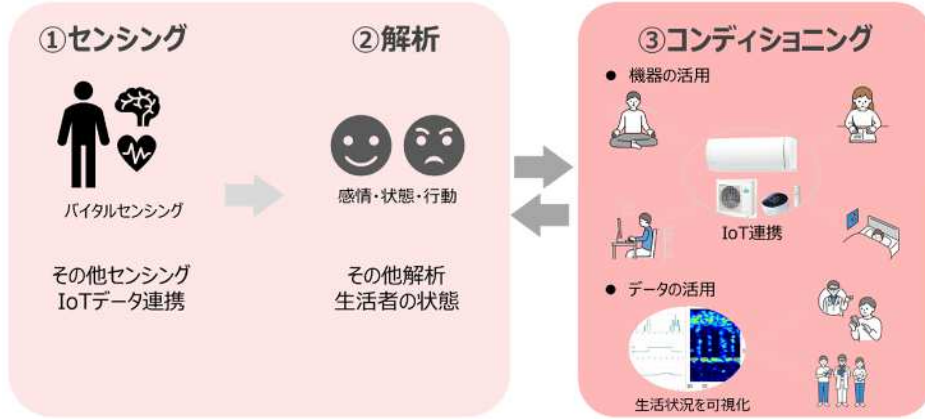 ①センシング
バイタルセンシング
その他センシング
IoTデータ連携
②解析
感情・状態・行動
その他解析
生活者の状態
③コンディショニング
● 機器の活用
IoT連携
● データの活用
生活状況を可視化